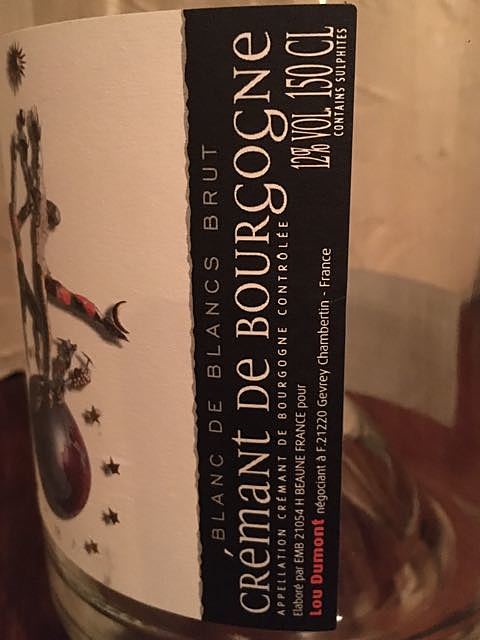 BLANC DE BLANCS BRUT
CRÉMANT DE BOURGOGNE
APPELLATION CRÉMANT DE BOURGOGNE CONTRÔLÉE
Elaboré par EMB 21054 H BEAUNE FRANCE pour
Lou Dumont négociant à F.21220 Gevrey Chambertin - France
12% VOL. 150 CL
CONTAINS SULPHITES